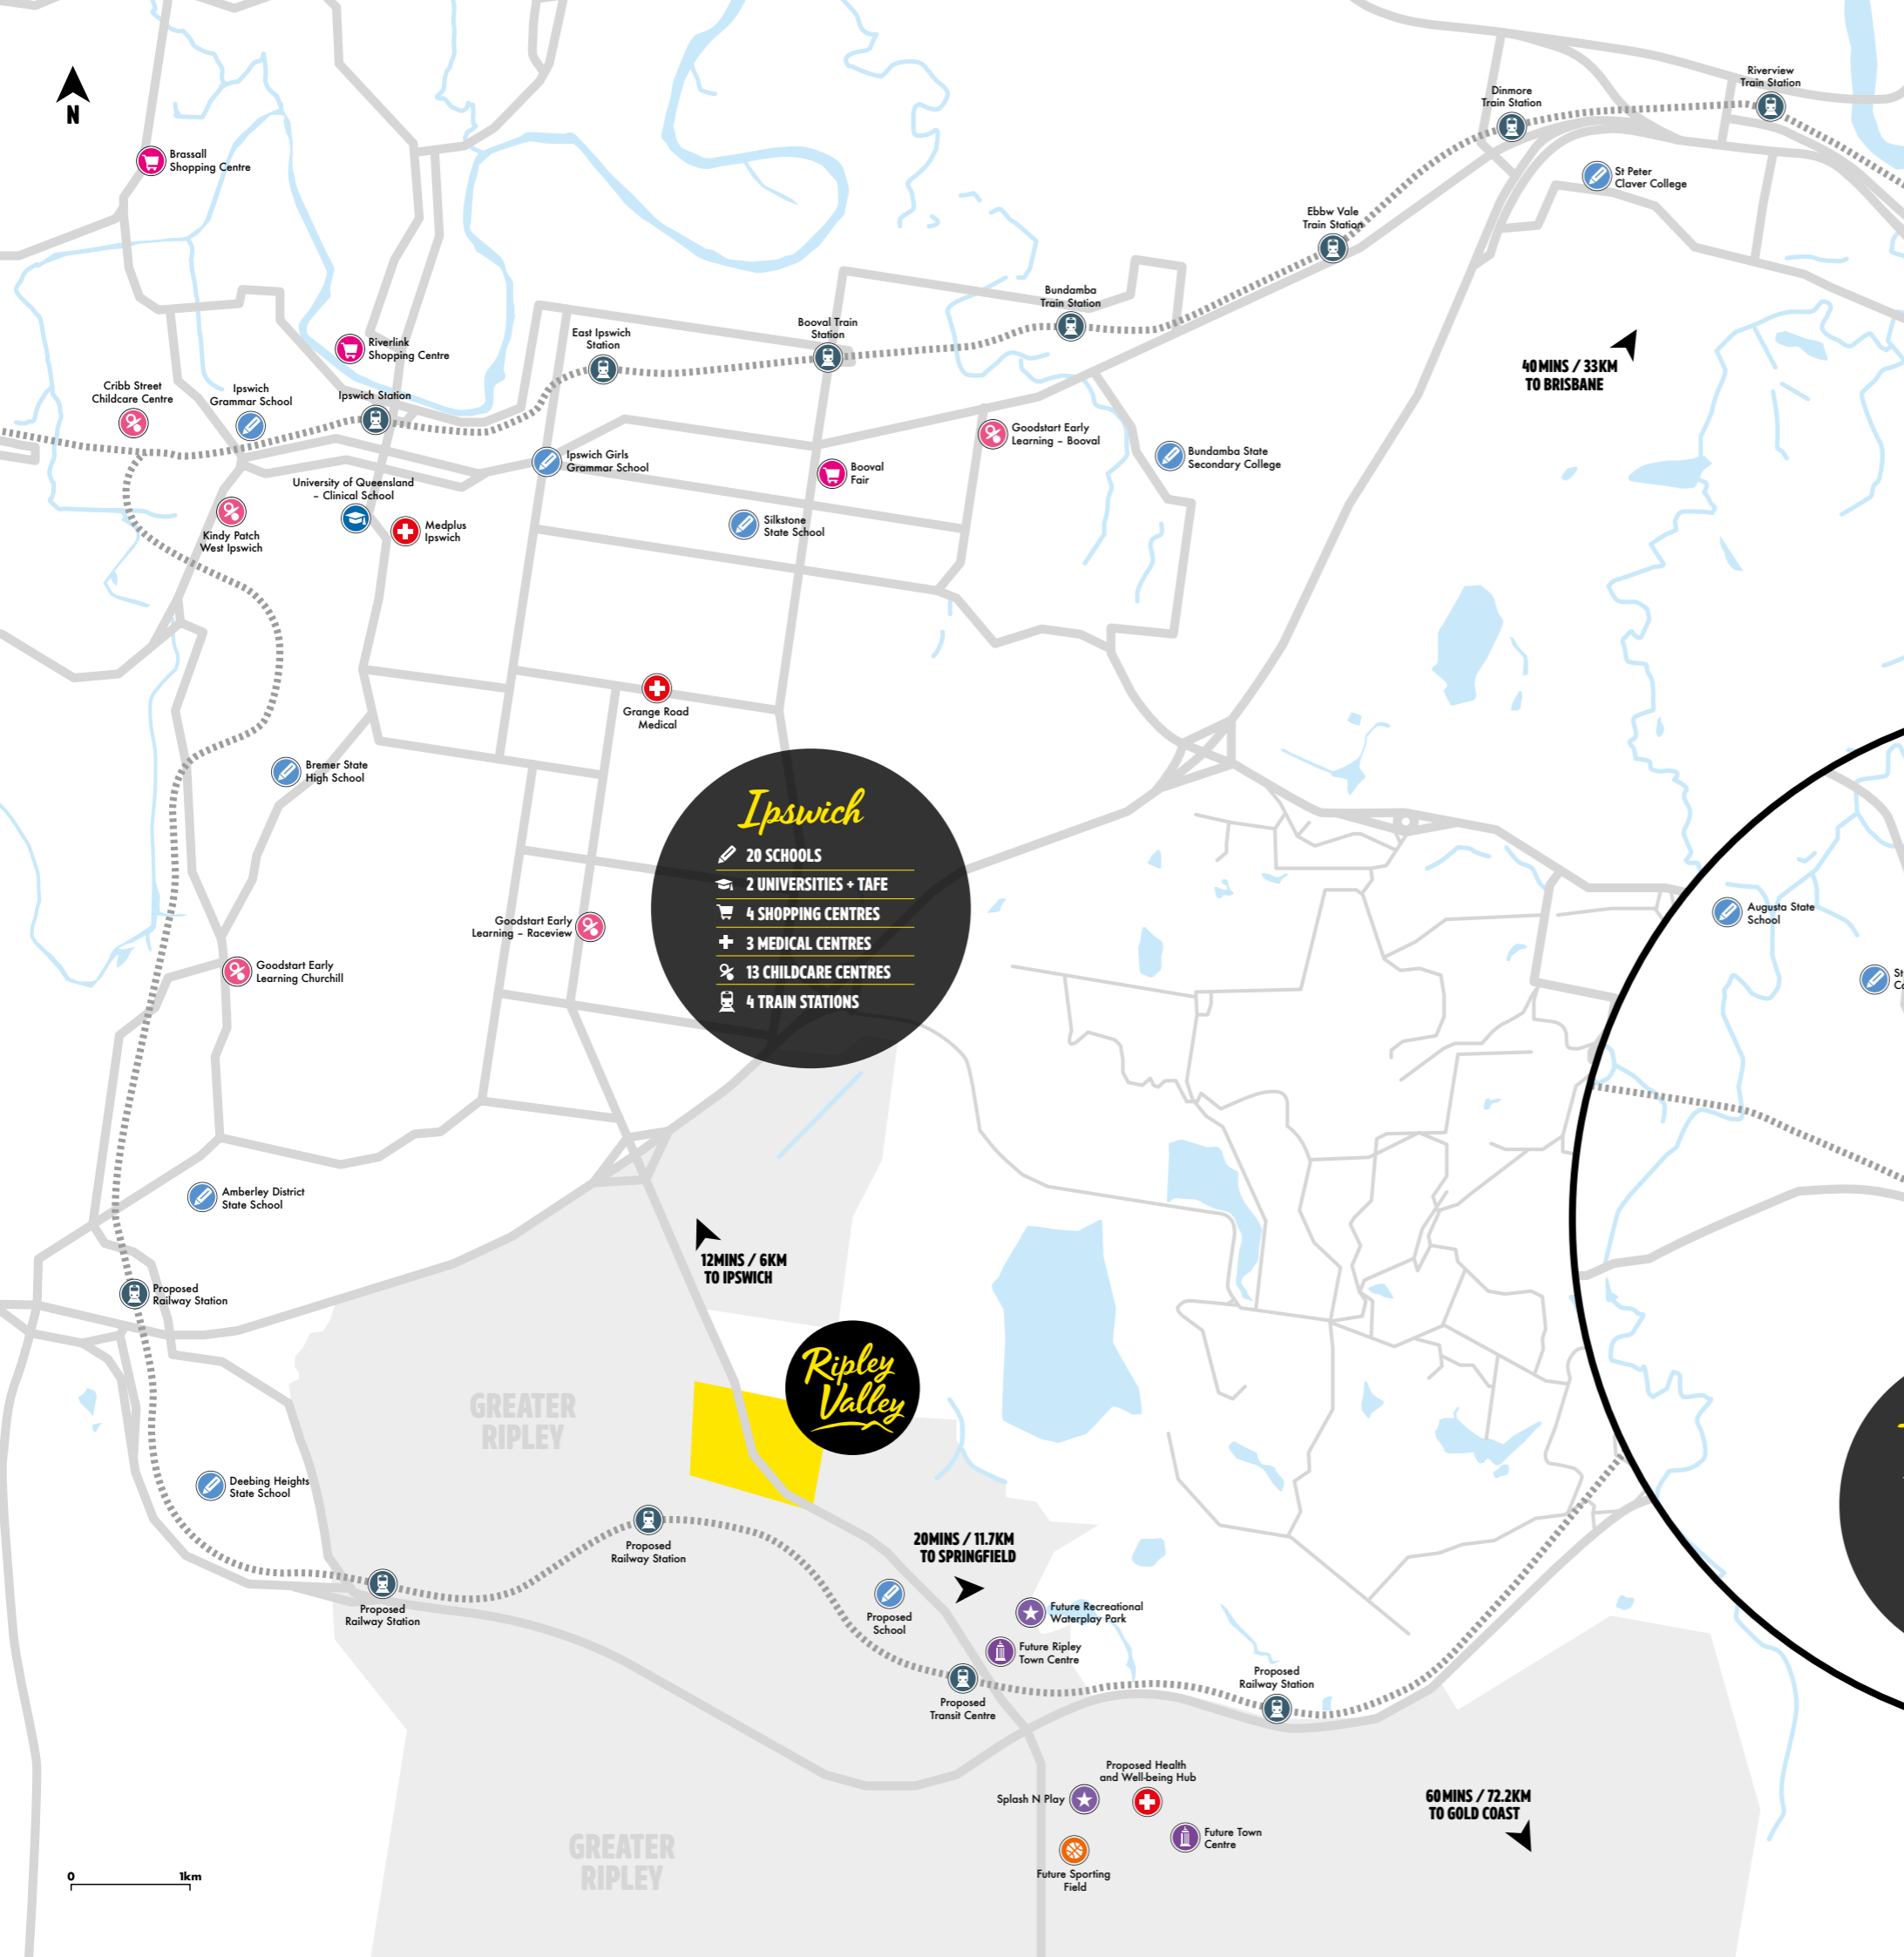 N
Riverview
Train Station
Dinmore
Train Station
Brassall
Shopping Centre
St Peter
Claver College
Ebbw Vale
Train Station
Bundamba
Train Station
Booval Train
Station
East Ipswich
Station
Riverlink
Shopping Centre
40MINS / 33KM
TO BRISBANE
Cribb Street
Childcare Centre
Ipswich
Grammar School
Ipswich Station
Goodstart Early
Learning – Booval
Bundamba State
Secondary College
Ipswich Girls
Grammar School
Booval
Fair
University of Queensland
– Clinical School
Silkstone
State School
Medplus
Ipswich
Kindy Patch
West Ipswich
Grange Road
Medical
Bremer State
High School
Ipswich
20 SCHOOLS
2 UNIVERSITIES + TAFE
4 SHOPPING CENTRES
3 MEDICAL CENTRES
13 CHILDCARE CENTRES
4 TRAIN STATIONS
Augusta State
School
Goodstart Early
Learning – Raceview
Goodstart Early
Learning Churchill
Amberley District
State School
12MINS / 6KM
TO IPSWICH
Proposed
Railway Station
Ripley
Valley
GREATER
RIPLEY
Deebing Heights
State School
Proposed
Railway Station
20MINS / 11.7KM
TO SPRINGFIELD
Proposed
Railway Station
Proposed
School
Future Recreational
Waterplay Park
Future Ripley
Town Centre
Proposed
Transit Centre
Proposed
Railway Station
Proposed Health
and Well-being Hub
Splash N Play
Future Town
Centre
Future Sporting
Field
60MINS / 72.2KM
TO GOLD COAST
GREATER
RIPLEY
0 1km